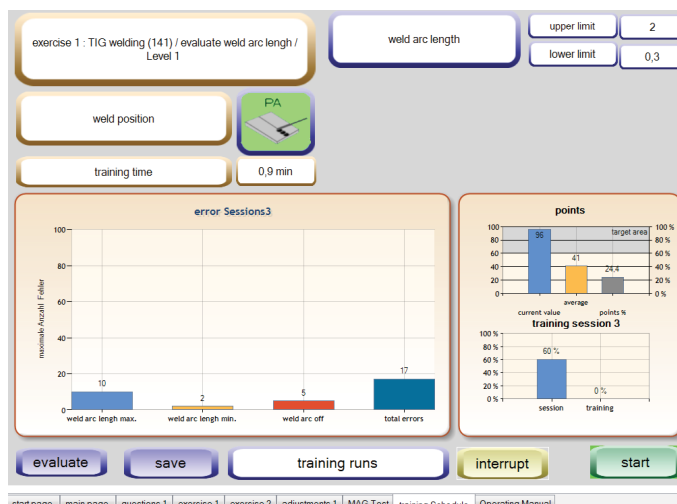 exercise 1 : TIG welding (141) / evaluate weld arc lengh /
Level 1
weld arc length
upper limit
2
lower limit
0,3
weld position
PA
training time
0,9 min
error Sessions3
maximale Anzahl Fehler
100
80
60
40
20
0
10
2
5
17
weld arc lengh max.
weld arc lengh min.
weld arc off
total errors
points
100
80
60
40
20
0
96
41
24,4
target area
100 %
80 %
60 %
40 %
20 %
0 %
average
current value
points %
training session 3
100 %
80 %
60 %
40 %
20 %
0 %
60 %
0 %
session
training
evaluate
save
training runs
interrupt
start
start page
main page
questions 1
exercise 1
exercise 2
adjustments 1
MAG Test
training Schedule
Operating Manual